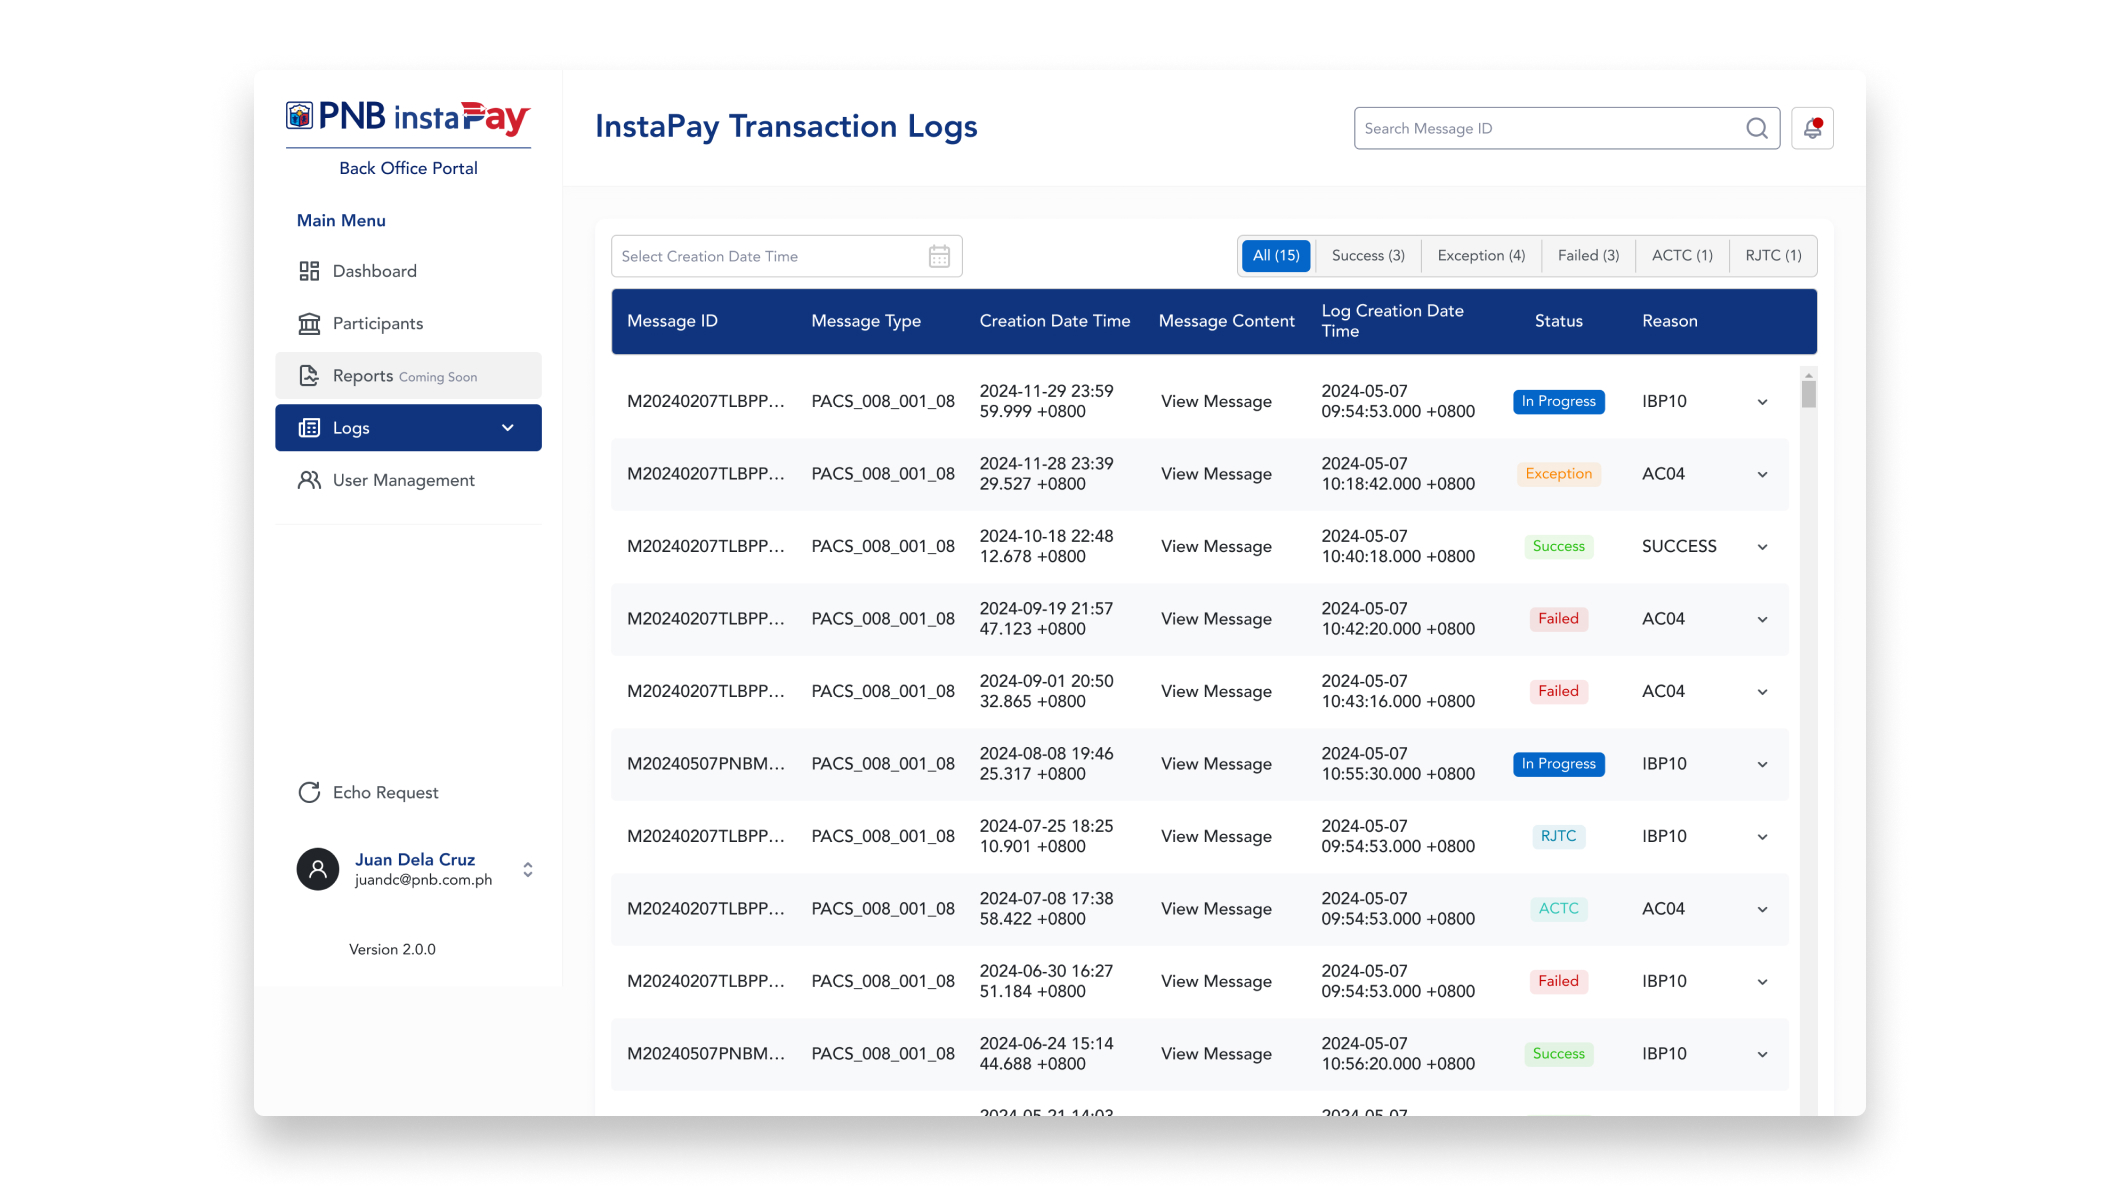 PNB instaPay
Back Office Portal
Main Menu
Dashboard
Participants
Reports Coming Soon
Logs
User Management
Echo Request
Juan Dela Cruz
juandc@pnb.com.ph
Version 2.0.0
InstaPay Transaction Logs
Search Message ID
Select Creation Date Time
All (15) Success (3) Exception (4) Failed (3) ACTC (1) RJTC (1)
Message ID Message Type Creation Date Time Message Content Log Creation Date Time Status Reason
M20240207TLBPP... PACS_008_001_08 2024-11-29 23:59 59.999 +0800 View Message 2024-05-07 09:54:53.000 +0800 In Progress IBP10
M20240207TLBPP... PACS_008_001_08 2024-11-28 23:39 29.527 +0800 View Message 2024-05-07 10:18:42.000 +0800 Exception AC04
M20240207TLBPP... PACS_008_001_08 2024-10-18 22:48 12.678 +0800 View Message 2024-05-07 10:40:18.000 +0800 Success SUCCESS
M20240207TLBPP... PACS_008_001_08 2024-09-19 21:57 47.123 +0800 View Message 2024-05-07 10:42:20.000 +0800 Failed AC04
M20240207TLBPP... PACS_008_001_08 2024-09-01 20:50 32.865 +0800 View Message 2024-05-07 10:43:16.000 +0800 Failed AC04
M20240507PNBM... PACS_008_001_08 2024-08-08 19:46 25.317 +0800 View Message 2024-05-07 10:55:30.000 +0800 In Progress IBP10
M20240207TLBPP... PACS_008_001_08 2024-07-25 18:25 10.901 +0800 View Message 2024-05-07 09:54:53.000 +0800 RJTC IBP10
M20240207TLBPP... PACS_008_001_08 2024-07-08 17:38 58.422 +0800 View Message 2024-05-07 09:54:53.000 +0800 ACTC AC04
M20240207TLBPP... PACS_008_001_08 2024-06-30 16:27 51.184 +0800 View Message 2024-05-07 09:54:53.000 +0800 Failed IBP10
M20240507PNBM... PACS_008_001_08 2024-06-24 15:14 44.688 +0800 View Message 2024-05-07 10:56:20.000 +0800 Success IBP10
2024-05-21 14:03 2024-05-07